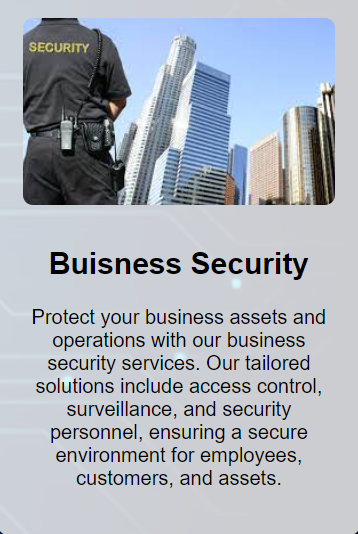 SECURITY
Buisness Security
Protect your business assets and
operations with our business
security services. Our tailored
solutions include access control,
surveillance, and security
personnel, ensuring a secure
environment for employees,
customers, and assets.